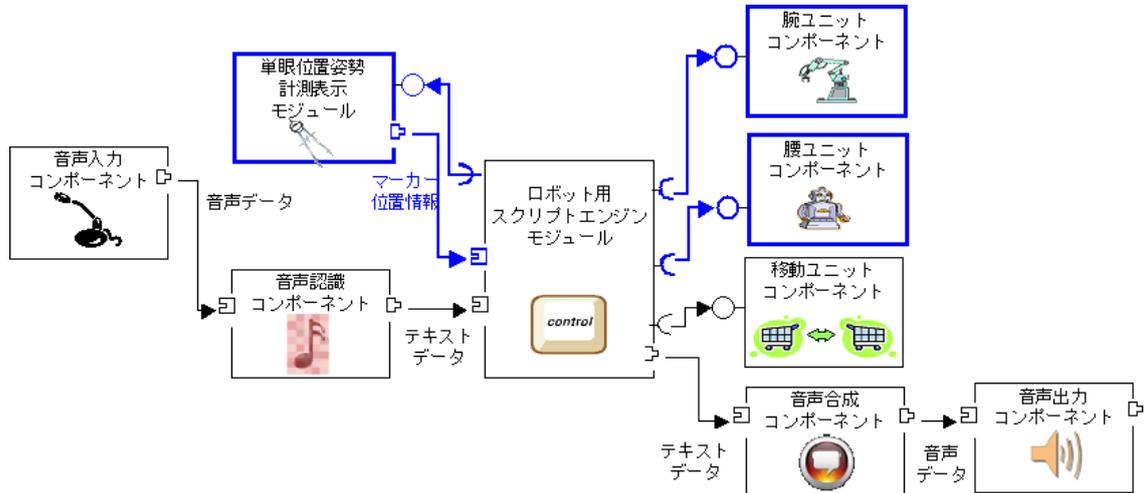 腕ユニット
コンポーネント
単眼位置姿勢
計測表示
モジュール
腰ユニット
コンポーネント
音声入力
コンポーネント
音声データ
マーカー
位置情報
ロボット用
スクリプトエンジン
モジュール
移動ユニット
コンポーネント
音声認識
コンポーネント
control
テキスト
データ
音声合成
コンポーネント
音声出力
コンポーネント
テキスト
データ
音声
データ